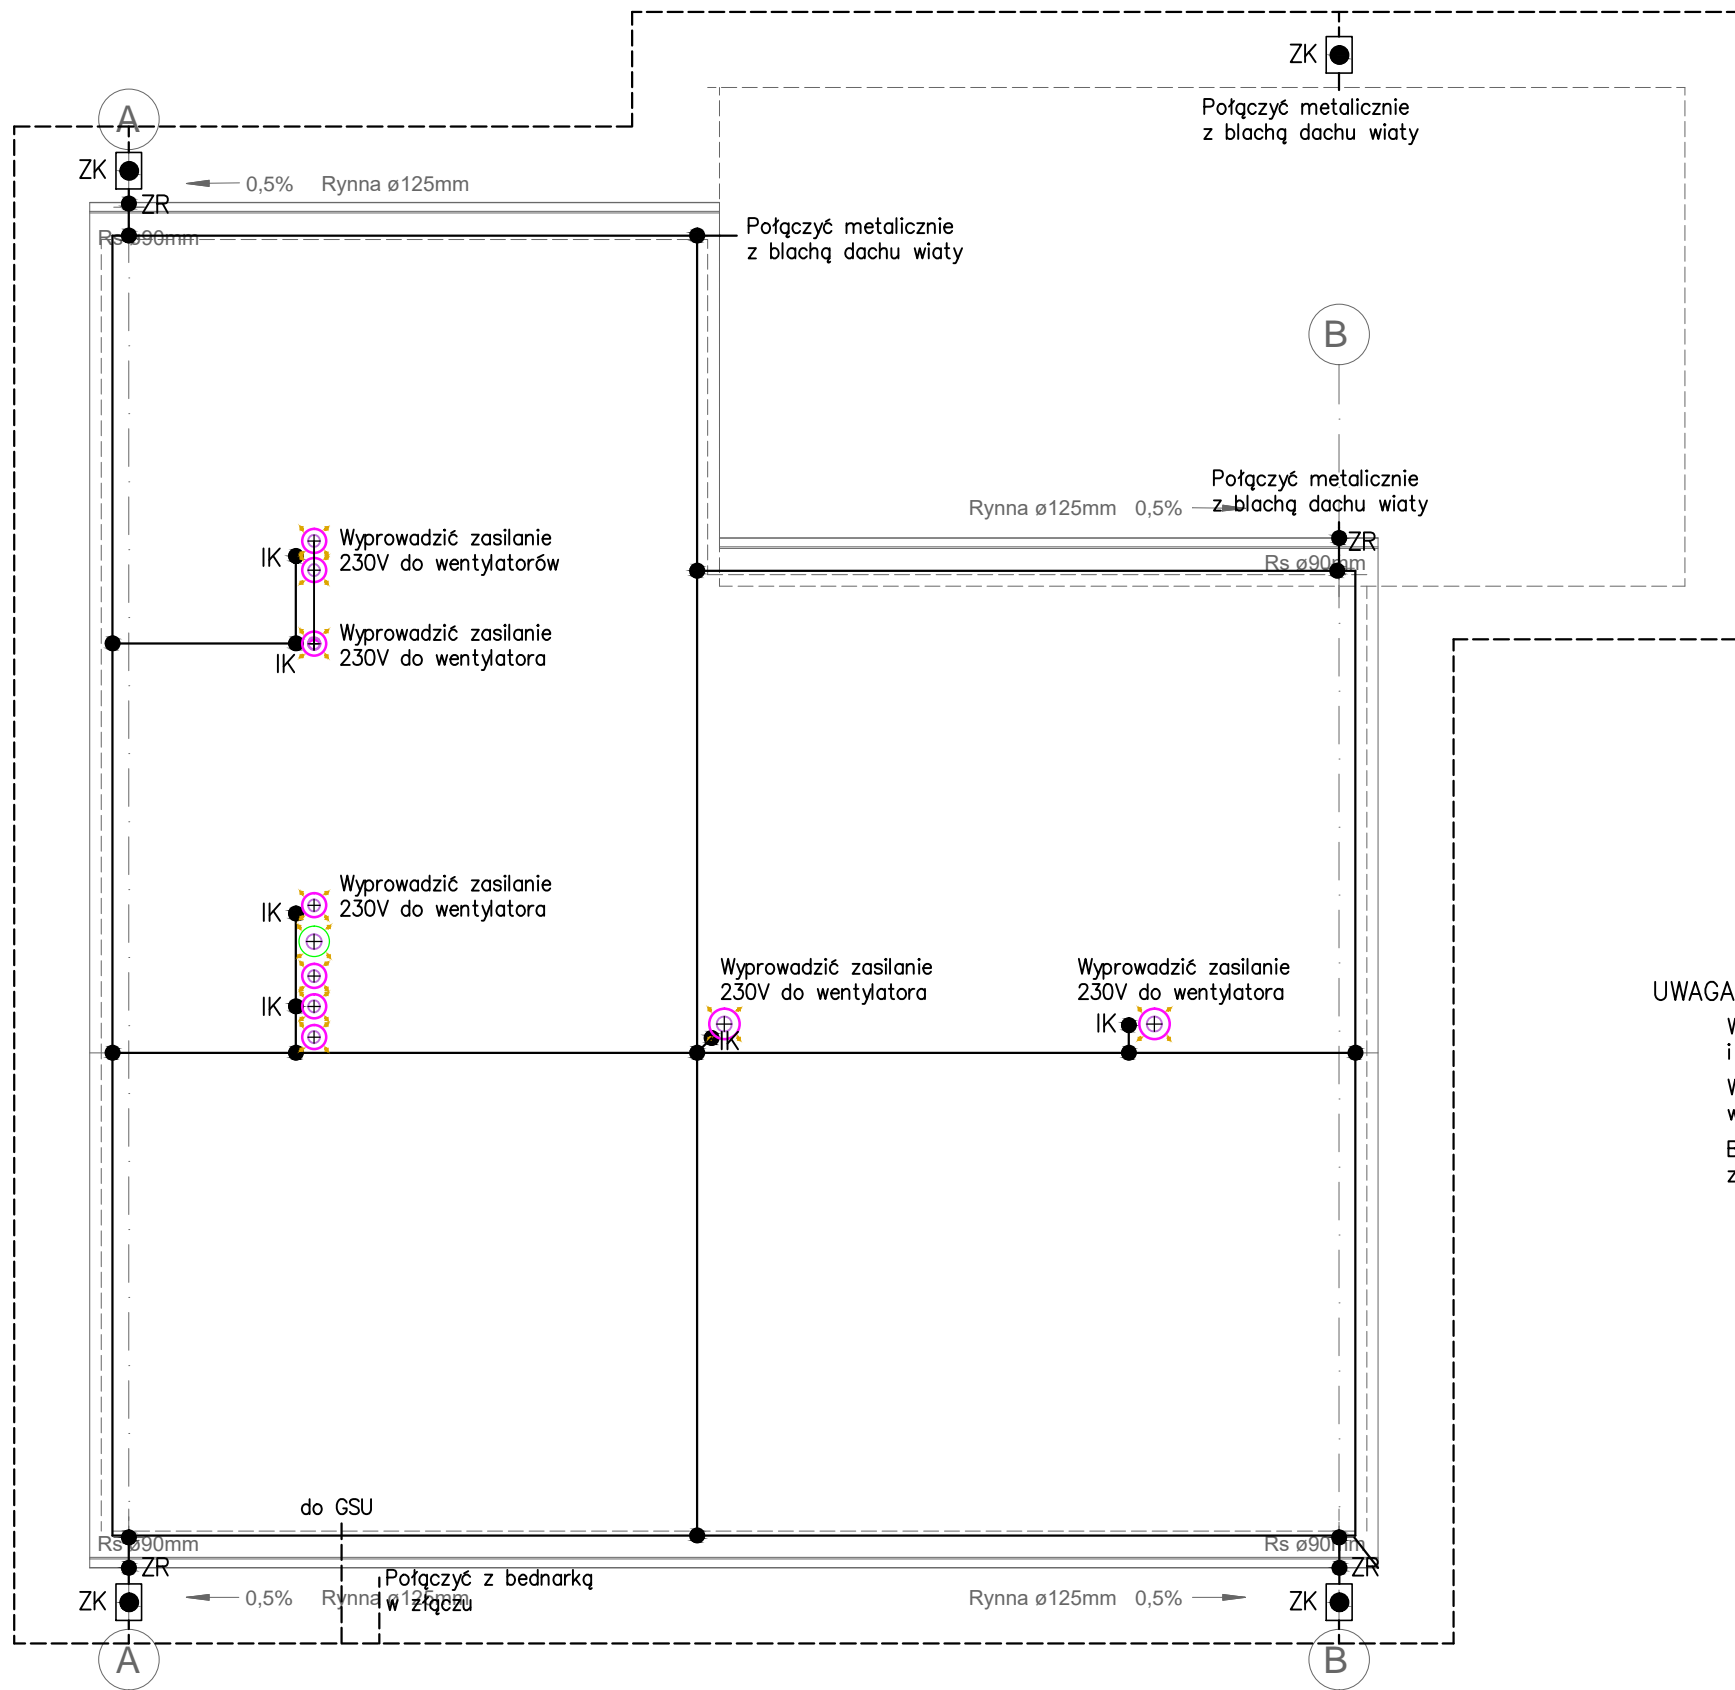 ZK
Połączyć metalicznie
z blachą dachu wiaty
A
ZK
0,5% Rynna ø125mm
ZR
Rs ø90mm
Połączyć metalicznie
z blachą dachu wiaty
B
Połączyć metalicznie
z blachą dachu wiaty
Rynna ø125mm 0,5%
ZR
Rs ø90mm
IK
Wyprowadzić zasilanie
230V do wentylatorów
Wyprowadzić zasilanie
230V do wentylatora
IK
Wyprowadzić zasilanie
230V do wentylatora
IK
IK
Wyprowadzić zasilanie
230V do wentylatora
IK
Wyprowadzić zasilanie
230V do wentylatora
IK
UWAGA
i
do GSU
Rs ø90mm
ZR
Połączyć z bednarką
w złączu
ZK
0,5% Rynna ø125mm
Rs ø90mm
ZR
Rynna ø125mm 0,5%
ZK
A
B